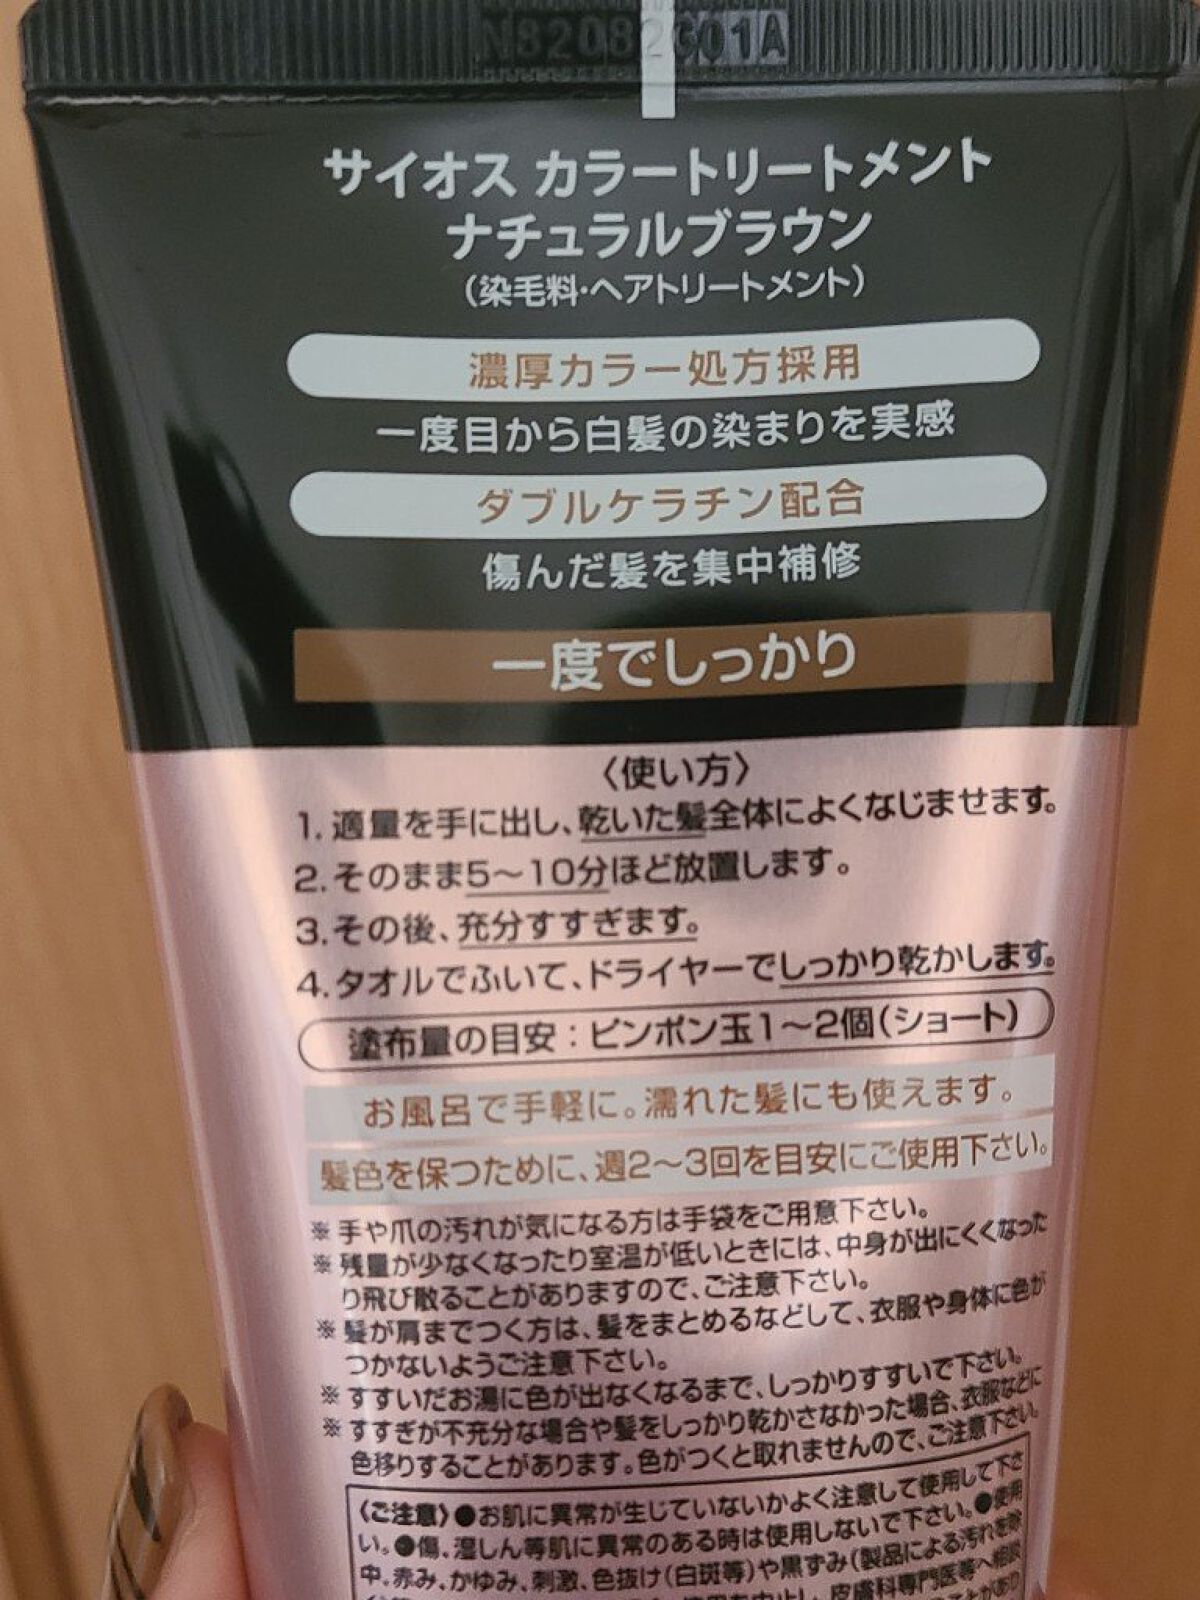 サイオス カラートリートメント
ナチュラルブラウン
(染毛料・ヘアトリートメント)
濃厚カラー処方採用
一度目から白髪の染まりを実感
ダブルケラチン配合
傷んだ髪を集中補修
一度でしっかり
〈使い方〉
1. 適量を手に出し、乾いた髪全体によくなじませます。
2. そのまま5〜10分ほど放置します。
3. その後、充分すすぎます。
4. タオルでふいて、ドライヤーでしっかり乾かします。
塗布量の目安：ピンポン玉1〜2個(ショート)
お風呂で手軽に。濡れた髪にも使えます。
髪色を保つために、週2〜3回を目安にご使用下さい。
※ 手や爪の汚れが気になる方は手袋をご用意下さい。
※ 残量が少なくなったり室温が低いときには、中身が出にくくなった
り飛び散ることがありますので、ご注意下さい。
※ 髪が肩までつく方は、髪をまとめるなどして、衣服や身体に色が
つかないようご注意下さい。
※ すすいだお湯に色が出なくなるまで、しっかりすすいで下さい。
※ すすぎが不充分な場合や髪をしっかり乾かさなかった場合、衣服などに
色移りすることがあります。色がつくと取れませんので、ご注意下さい。
〈ご注意〉●お肌に異常が生じていないかよく注意して使用して下さ
い。●傷、湿しん等肌に異常のある時は使用しないで下さい。●使用
中、赤み、かゆみ、刺激、色抜け(白斑等)や黒ずみ(製品による汚れを除
使用を中止し、皮膚科専門医等へ相談